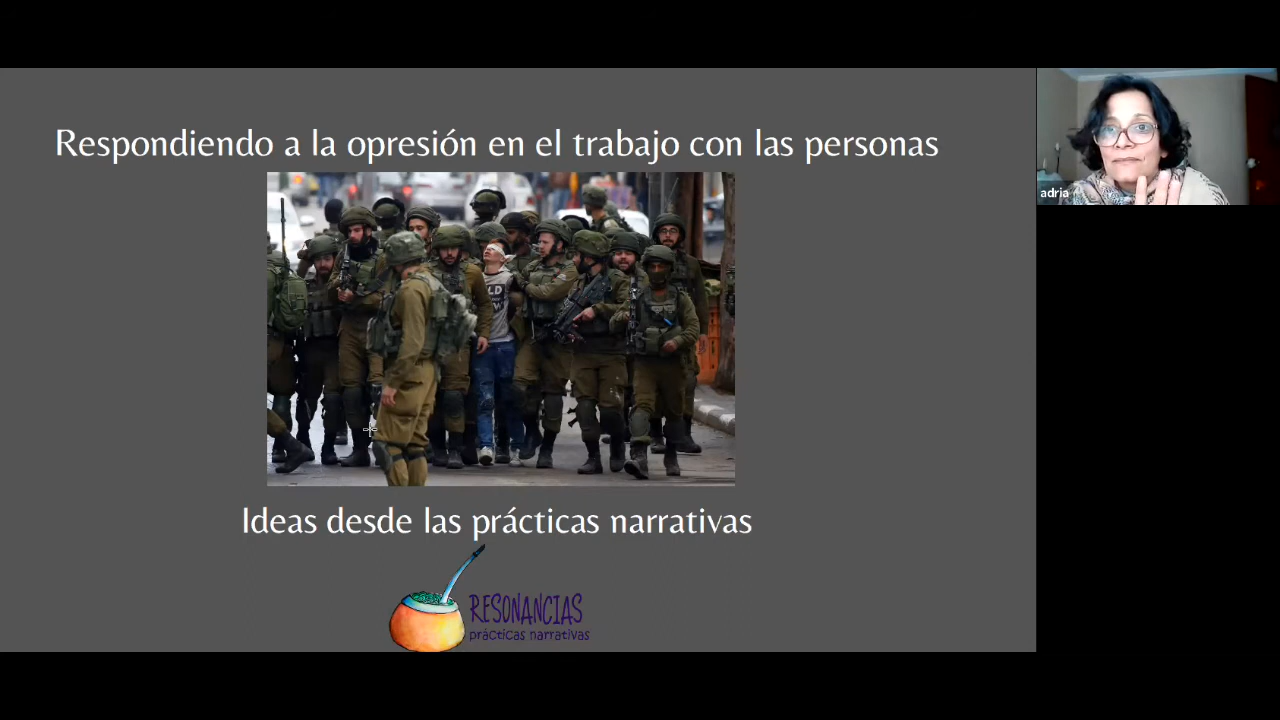 Respondiendo a la opresión en el trabajo con las personas
adria
Ideas desde las prácticas narrativas
RESONANCIAS
prácticas narrativas